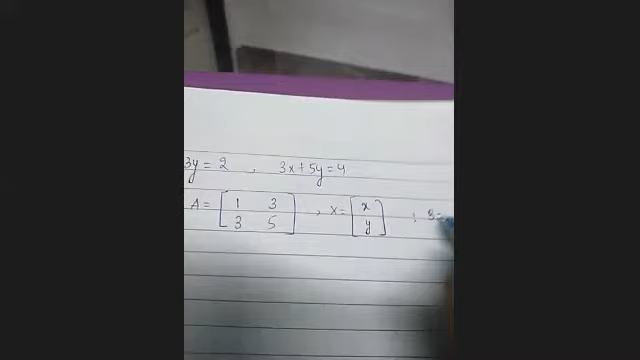 3y = 2 , 3x + 5y = 4
A = [ 1 3 ; 3 5 ] , X = [ x ; y ] ; B=